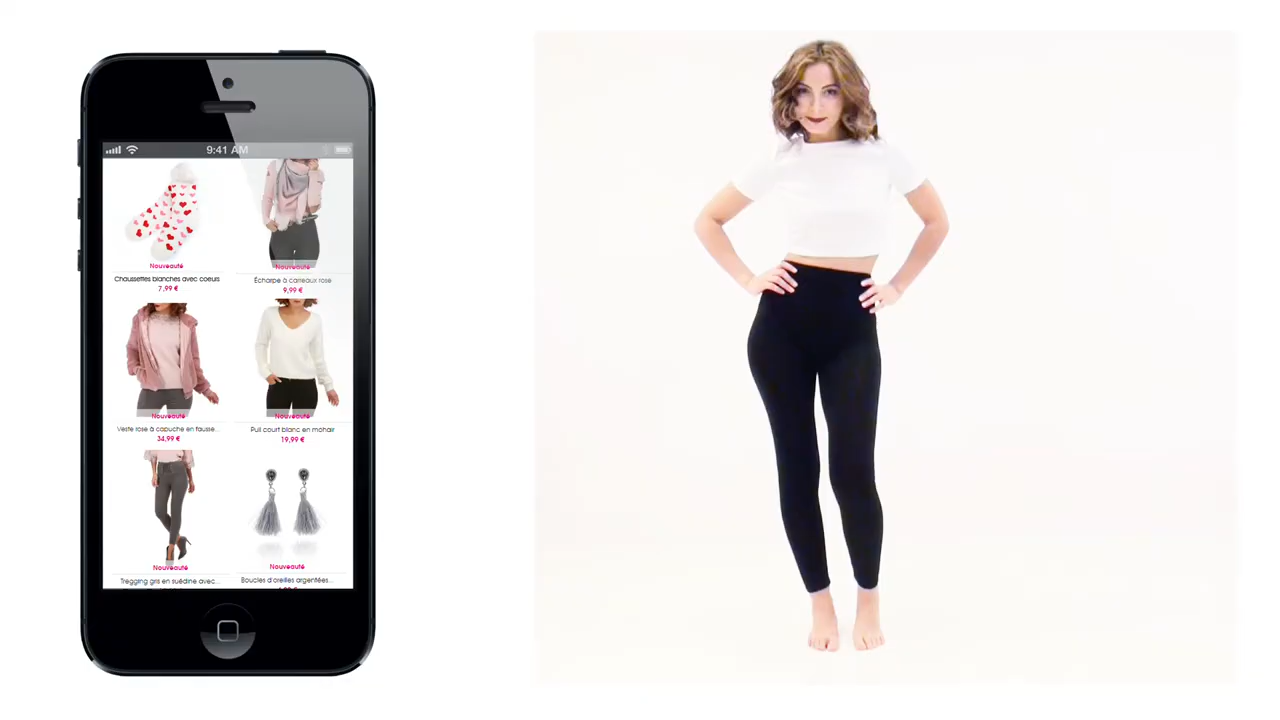 9:41 AM
Nouveauté
Chaussettes blanches avec coeurs
7,99 €
Nouveauté
Écharpe à carreaux rose
9,99 €
Nouveauté
Veste rose à capuche en fausse...
34,99 €
Nouveauté
Pull court blanc en mohair
19,99 €
Nouveauté
Tregging gris en suédine avec...
Nouveauté
Boucles d'oreilles argentées...